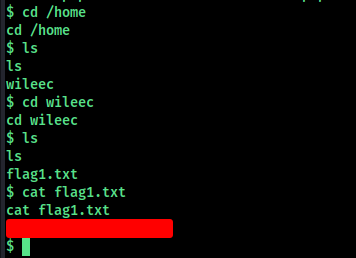 $ cd /home
cd /home
$ ls
ls
wileec
$ cd wileec
cd wileec
$ ls
ls
flag1.txt
$ cat flag1.txt
cat flag1.txt
$